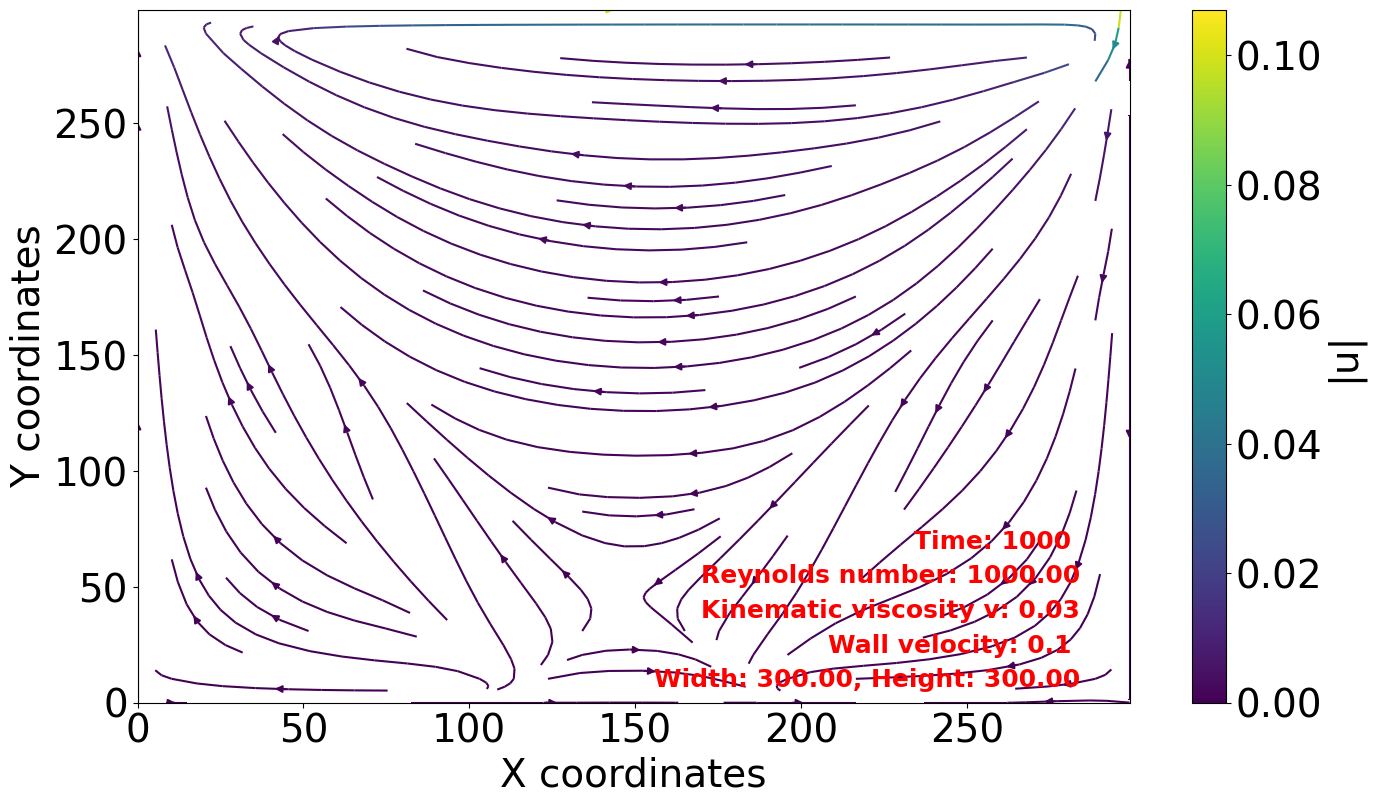 0.10
0.08
0.06
0.04
0.02
0.00
|u|
250
200
150
100
50
0
Y coordinates
Time: 1000
Reynolds number: 1000.00
Kinematic viscosity v: 0.03
Wall velocity: 0.1
Width: 300.00, Height: 300.00
0 50 100 150 200 250
X coordinates